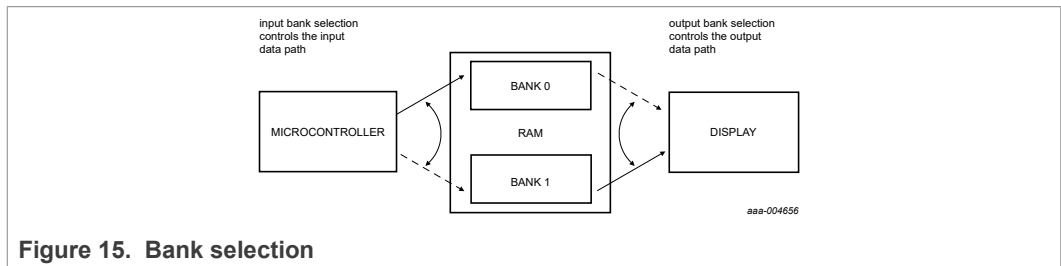 input bank selection
controls the input
data path
output bank selection
controls the output
data path
BANK 0
MICROCONTROLLER
RAM
DISPLAY
BANK 1
aaa-004656
Figure 15. Bank selection